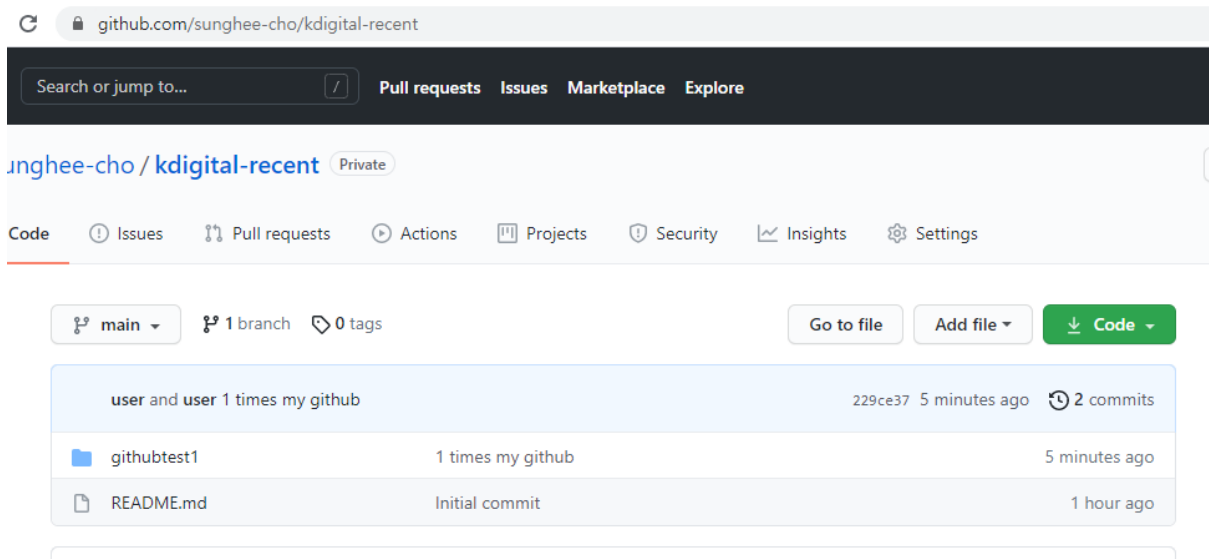 github.com/sunghee-cho/kdigital-recent
Search or jump to... / Pull requests Issues Marketplace Explore
unghee-cho / kdigital-recent Private
Code Issues Pull requests Actions Projects Security Insights Settings
main 1 branch 0 tags Go to file Add file Code
user and user 1 times my github 229ce37 5 minutes ago 2 commits
githubtest1 1 times my github 5 minutes ago
README.md Initial commit 1 hour ago